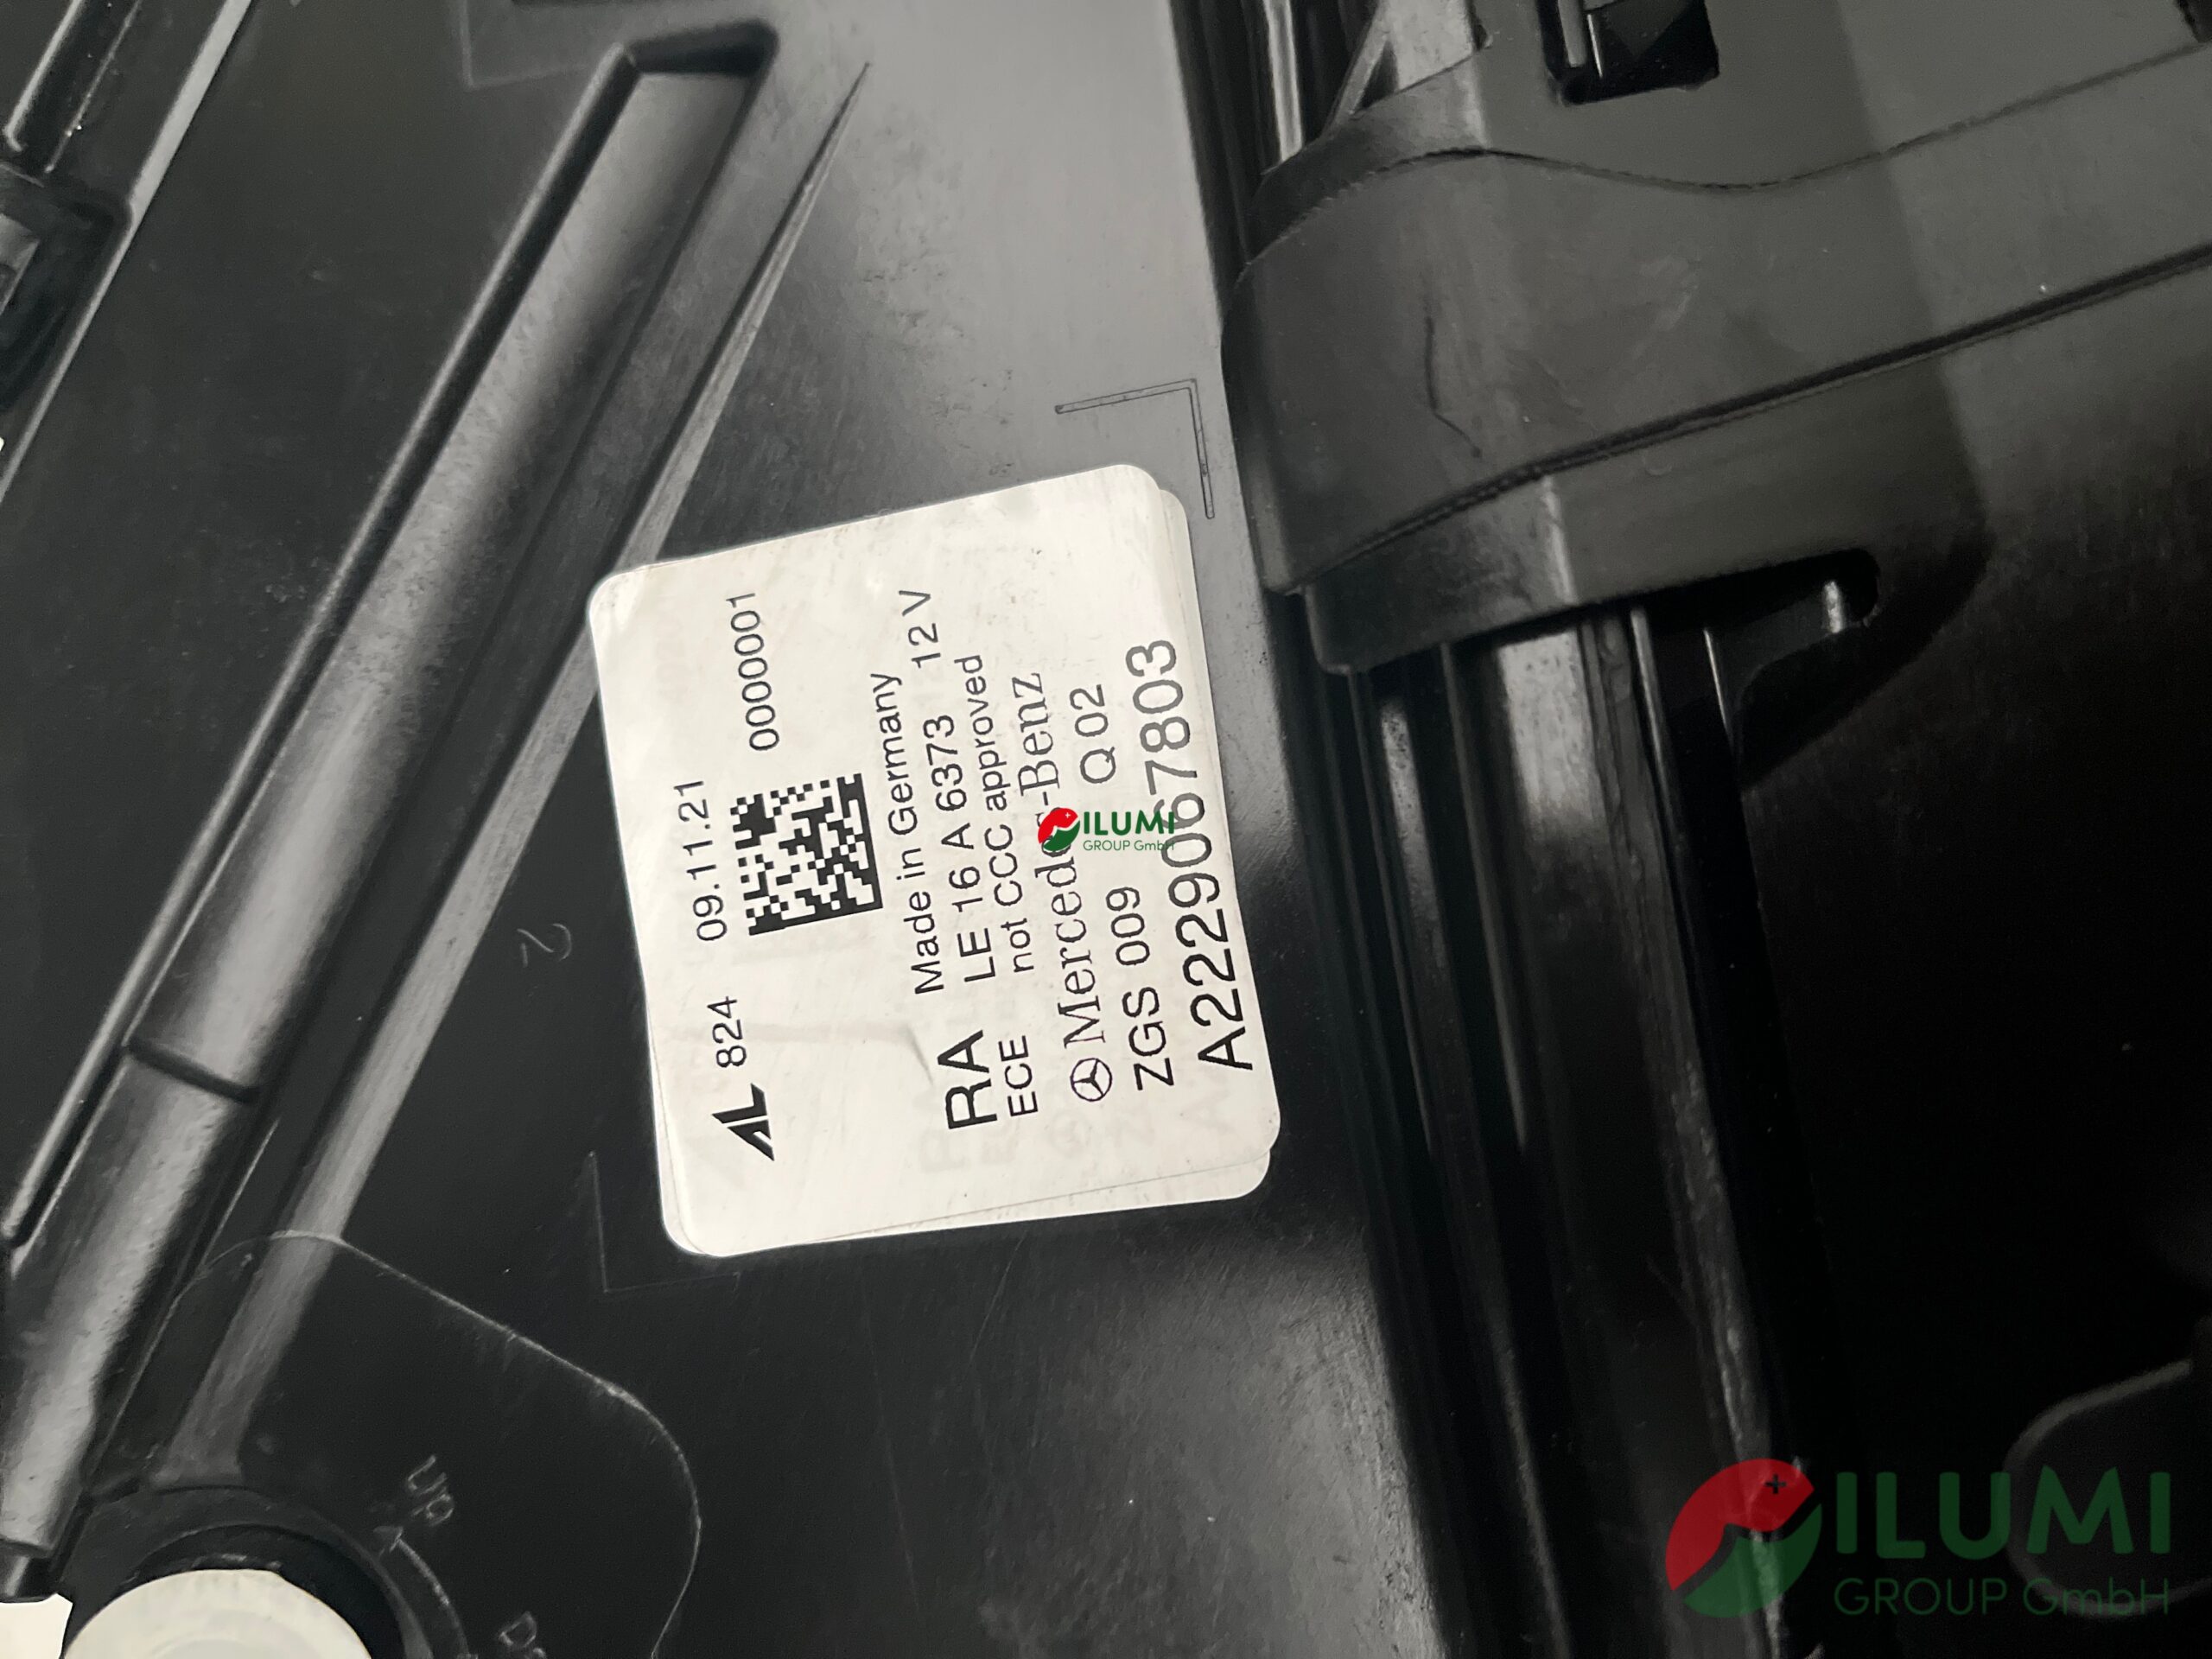 AL 824 09.11.21 0000001
Made in Germany
RA LE 16 A 6373 12 V
ECE not CCC approved
Mercedes-Benz
ZGS 009 Q02
A2229067803
2
Up
ILUMI
GROUP GmbH
ILUMI
GROUP GmbH